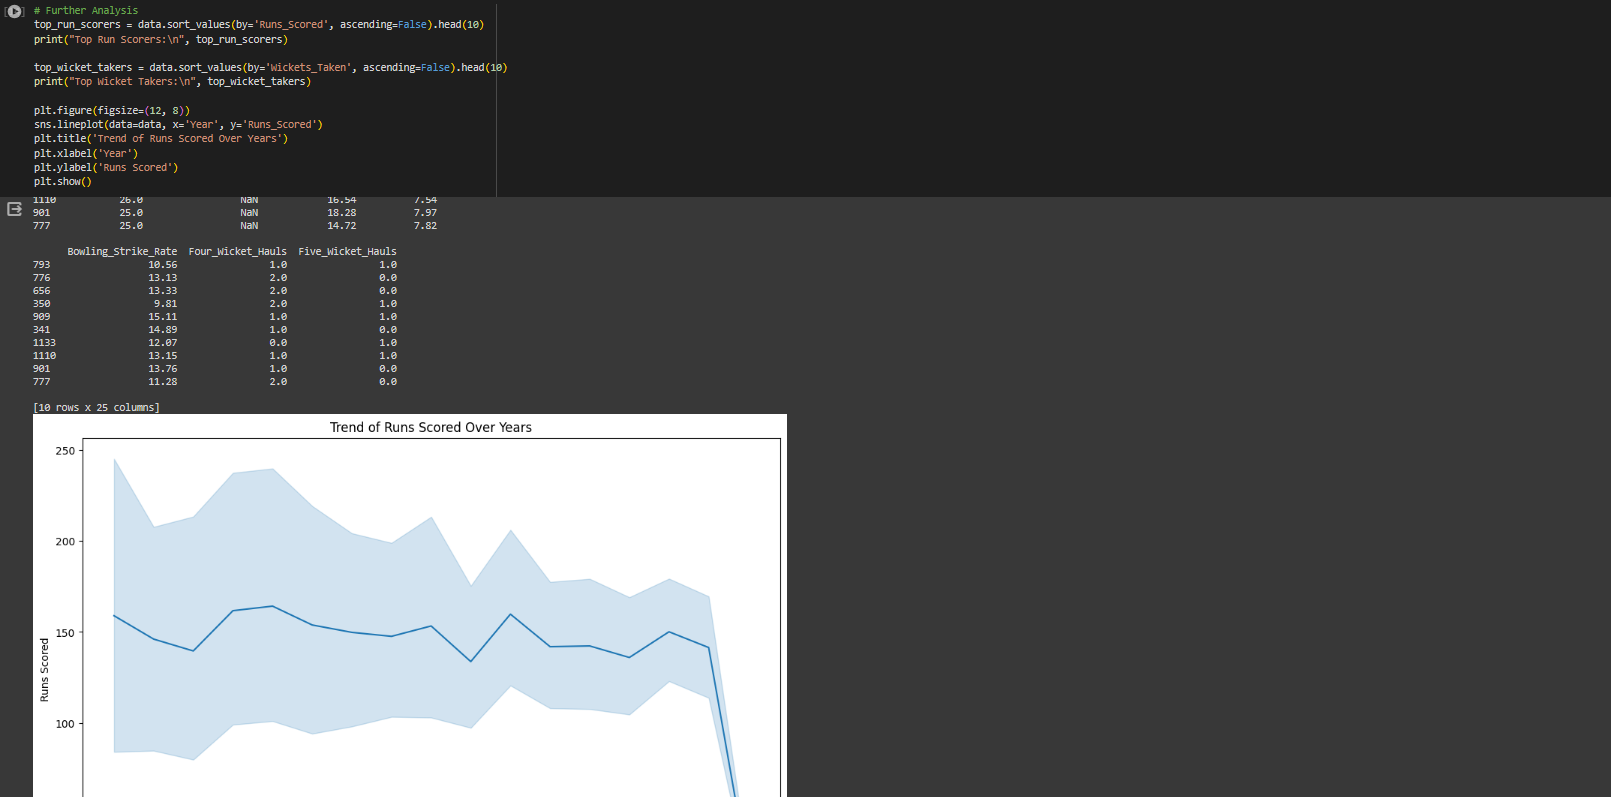 # Further Analysis
top_run_scorers = data.sort_values(by='Runs_Scored', ascending=False).head(10)
print("Top Run Scorers:\n", top_run_scorers)
top_wicket_takers = data.sort_values(by='Wickets_Taken', ascending=False).head(10)
print("Top Wicket Takers:\n", top_wicket_takers)
plt.figure(figsize=(12, 8))
sns.lineplot(data=data, x='Year', y='Runs_Scored')
plt.title('Trend of Runs Scored Over Years')
plt.xlabel('Year')
plt.ylabel('Runs Scored')
plt.show()
1110 26.0 NaN 16.54 7.54
901 25.0 NaN 18.28 7.97
777 25.0 NaN 14.72 7.82
Bowling_Strike_Rate Four_Wicket_Hauls Five_Wicket_Hauls
793 10.56 1.0 1.0
776 13.13 2.0 0.0
656 13.33 2.0 0.0
350 9.81 2.0 1.0
909 15.11 1.0 1.0
341 14.89 1.0 0.0
1133 12.07 0.0 1.0
1110 13.15 1.0 1.0
901 13.76 1.0 0.0
777 11.28 2.0 0.0
[10 rows x 25 columns]
Trend of Runs Scored Over Years
250
200
150
100
Runs Scored